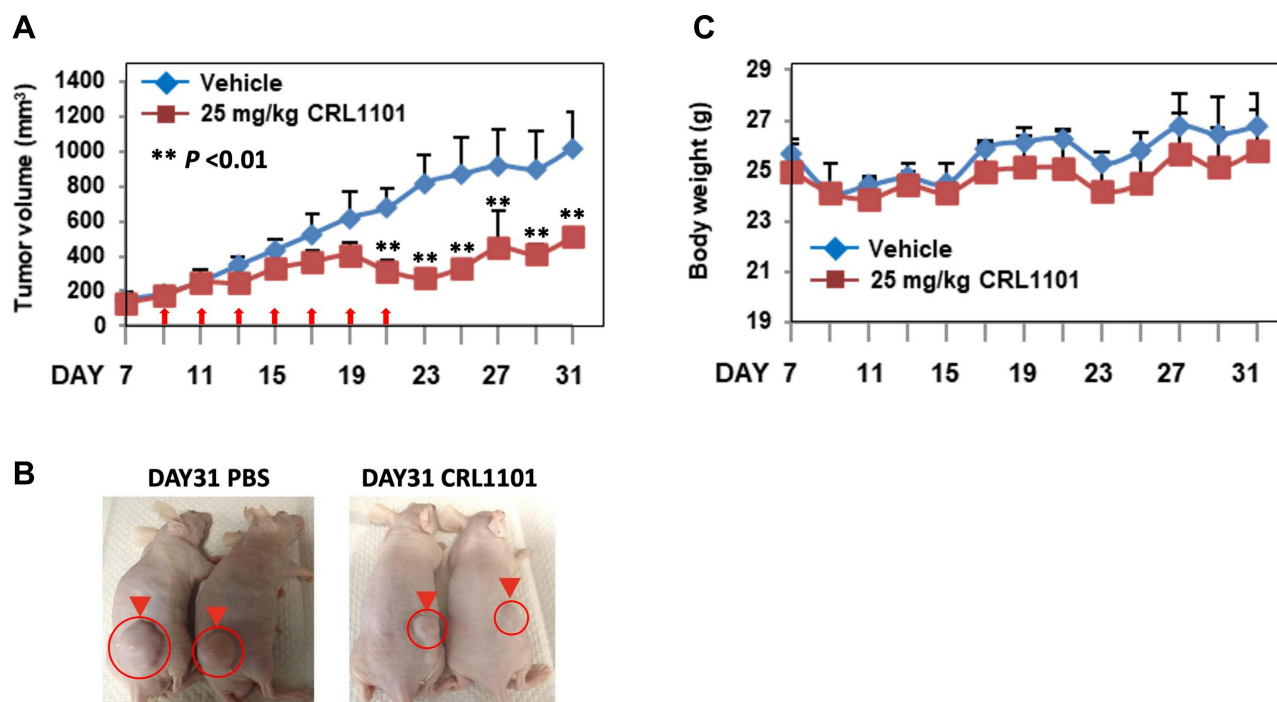 A
Tumor volume (mm³)
1400
1200
1000
800
600
400
200
0
Vehicle
25 mg/kg CRL1101
** P <0.01
** ** ** ** ** **
DAY 7 11 15 19 23 27 31
C
Body weight (g)
29
27
25
23
21
19
Vehicle
25 mg/kg CRL1101
DAY 7 11 15 19 23 27 31
B
DAY31 PBS
DAY31 CRL1101